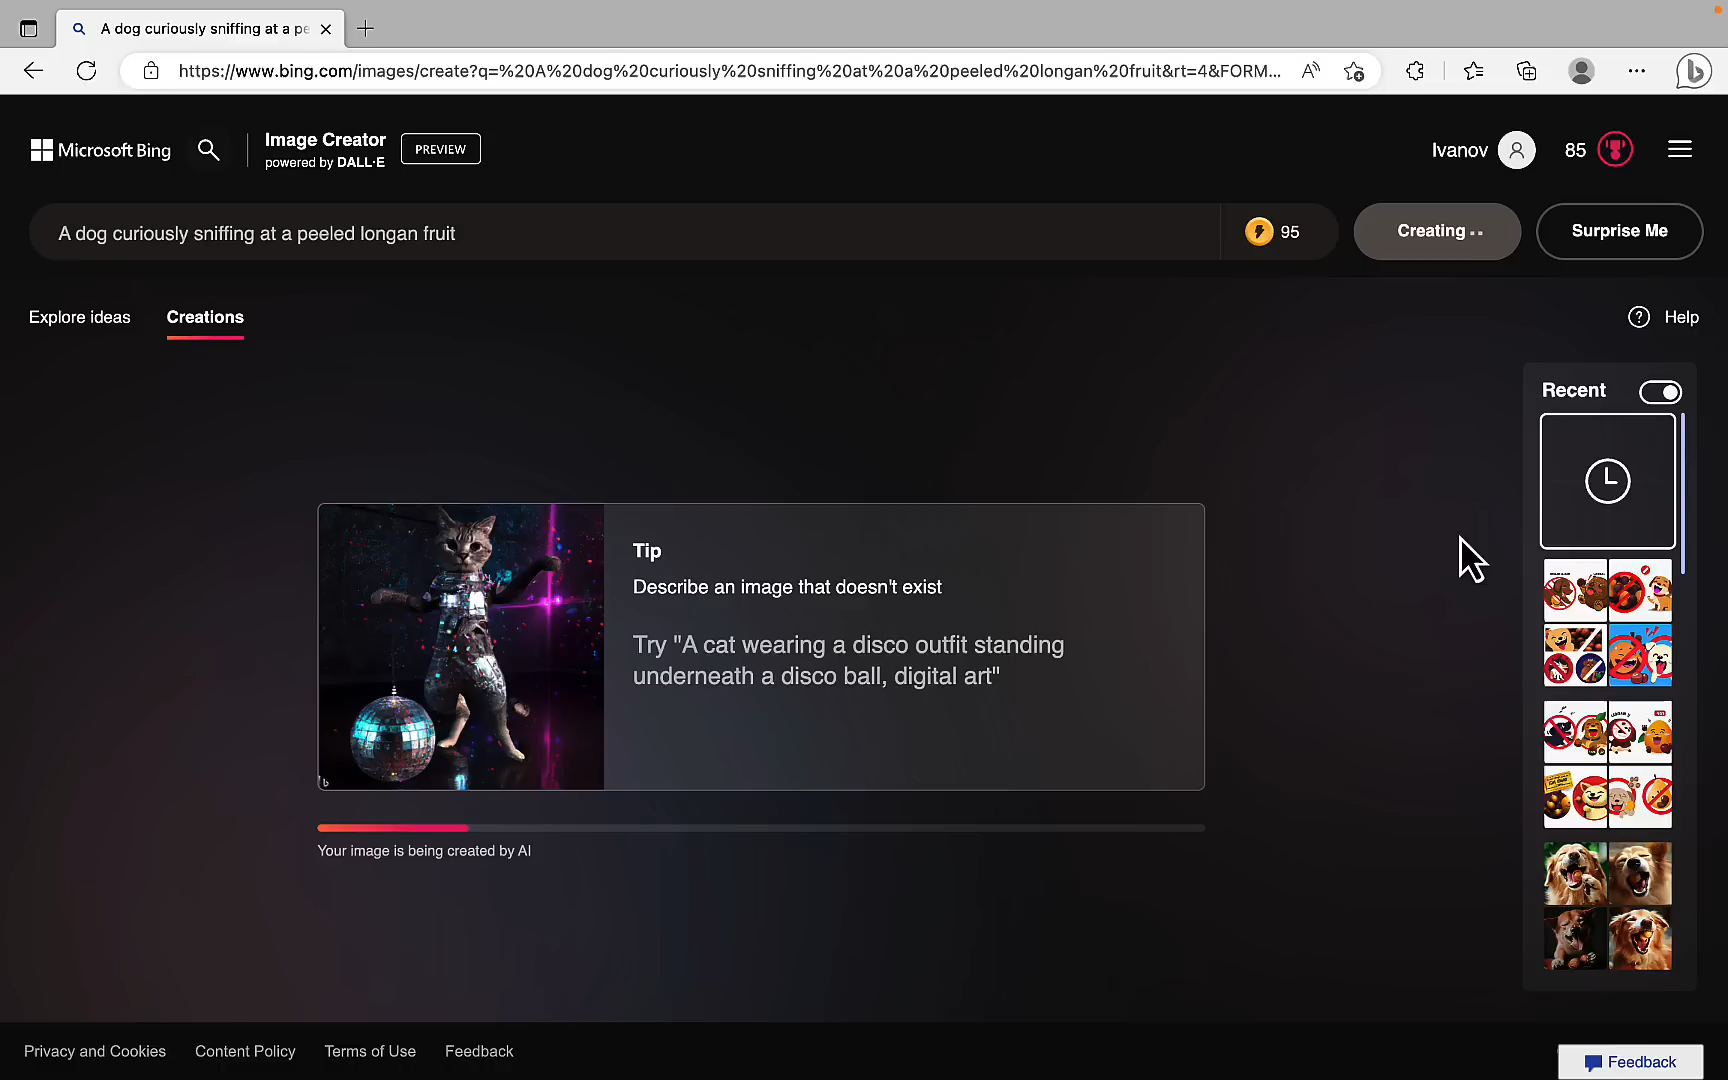 A dog curiously sniffing at a pe
https://www.bing.com/images/create?q=%20A%20dog%20curiously%20sniffing%20at%20a%20peeled%20longan%20fruit&rt=4&FORM...
Microsoft Bing
Image Creator
powered by DALL·E
PREVIEW
Ivanov
85
A dog curiously sniffing at a peeled longan fruit
95
Creating
Surprise Me
Explore ideas
Creations
Help
Recent
Tip
Describe an image that doesn't exist
Try "A cat wearing a disco outfit standing
underneath a disco ball, digital art"
Your image is being created by AI
Privacy and Cookies
Content Policy
Terms of Use
Feedback
Feedback